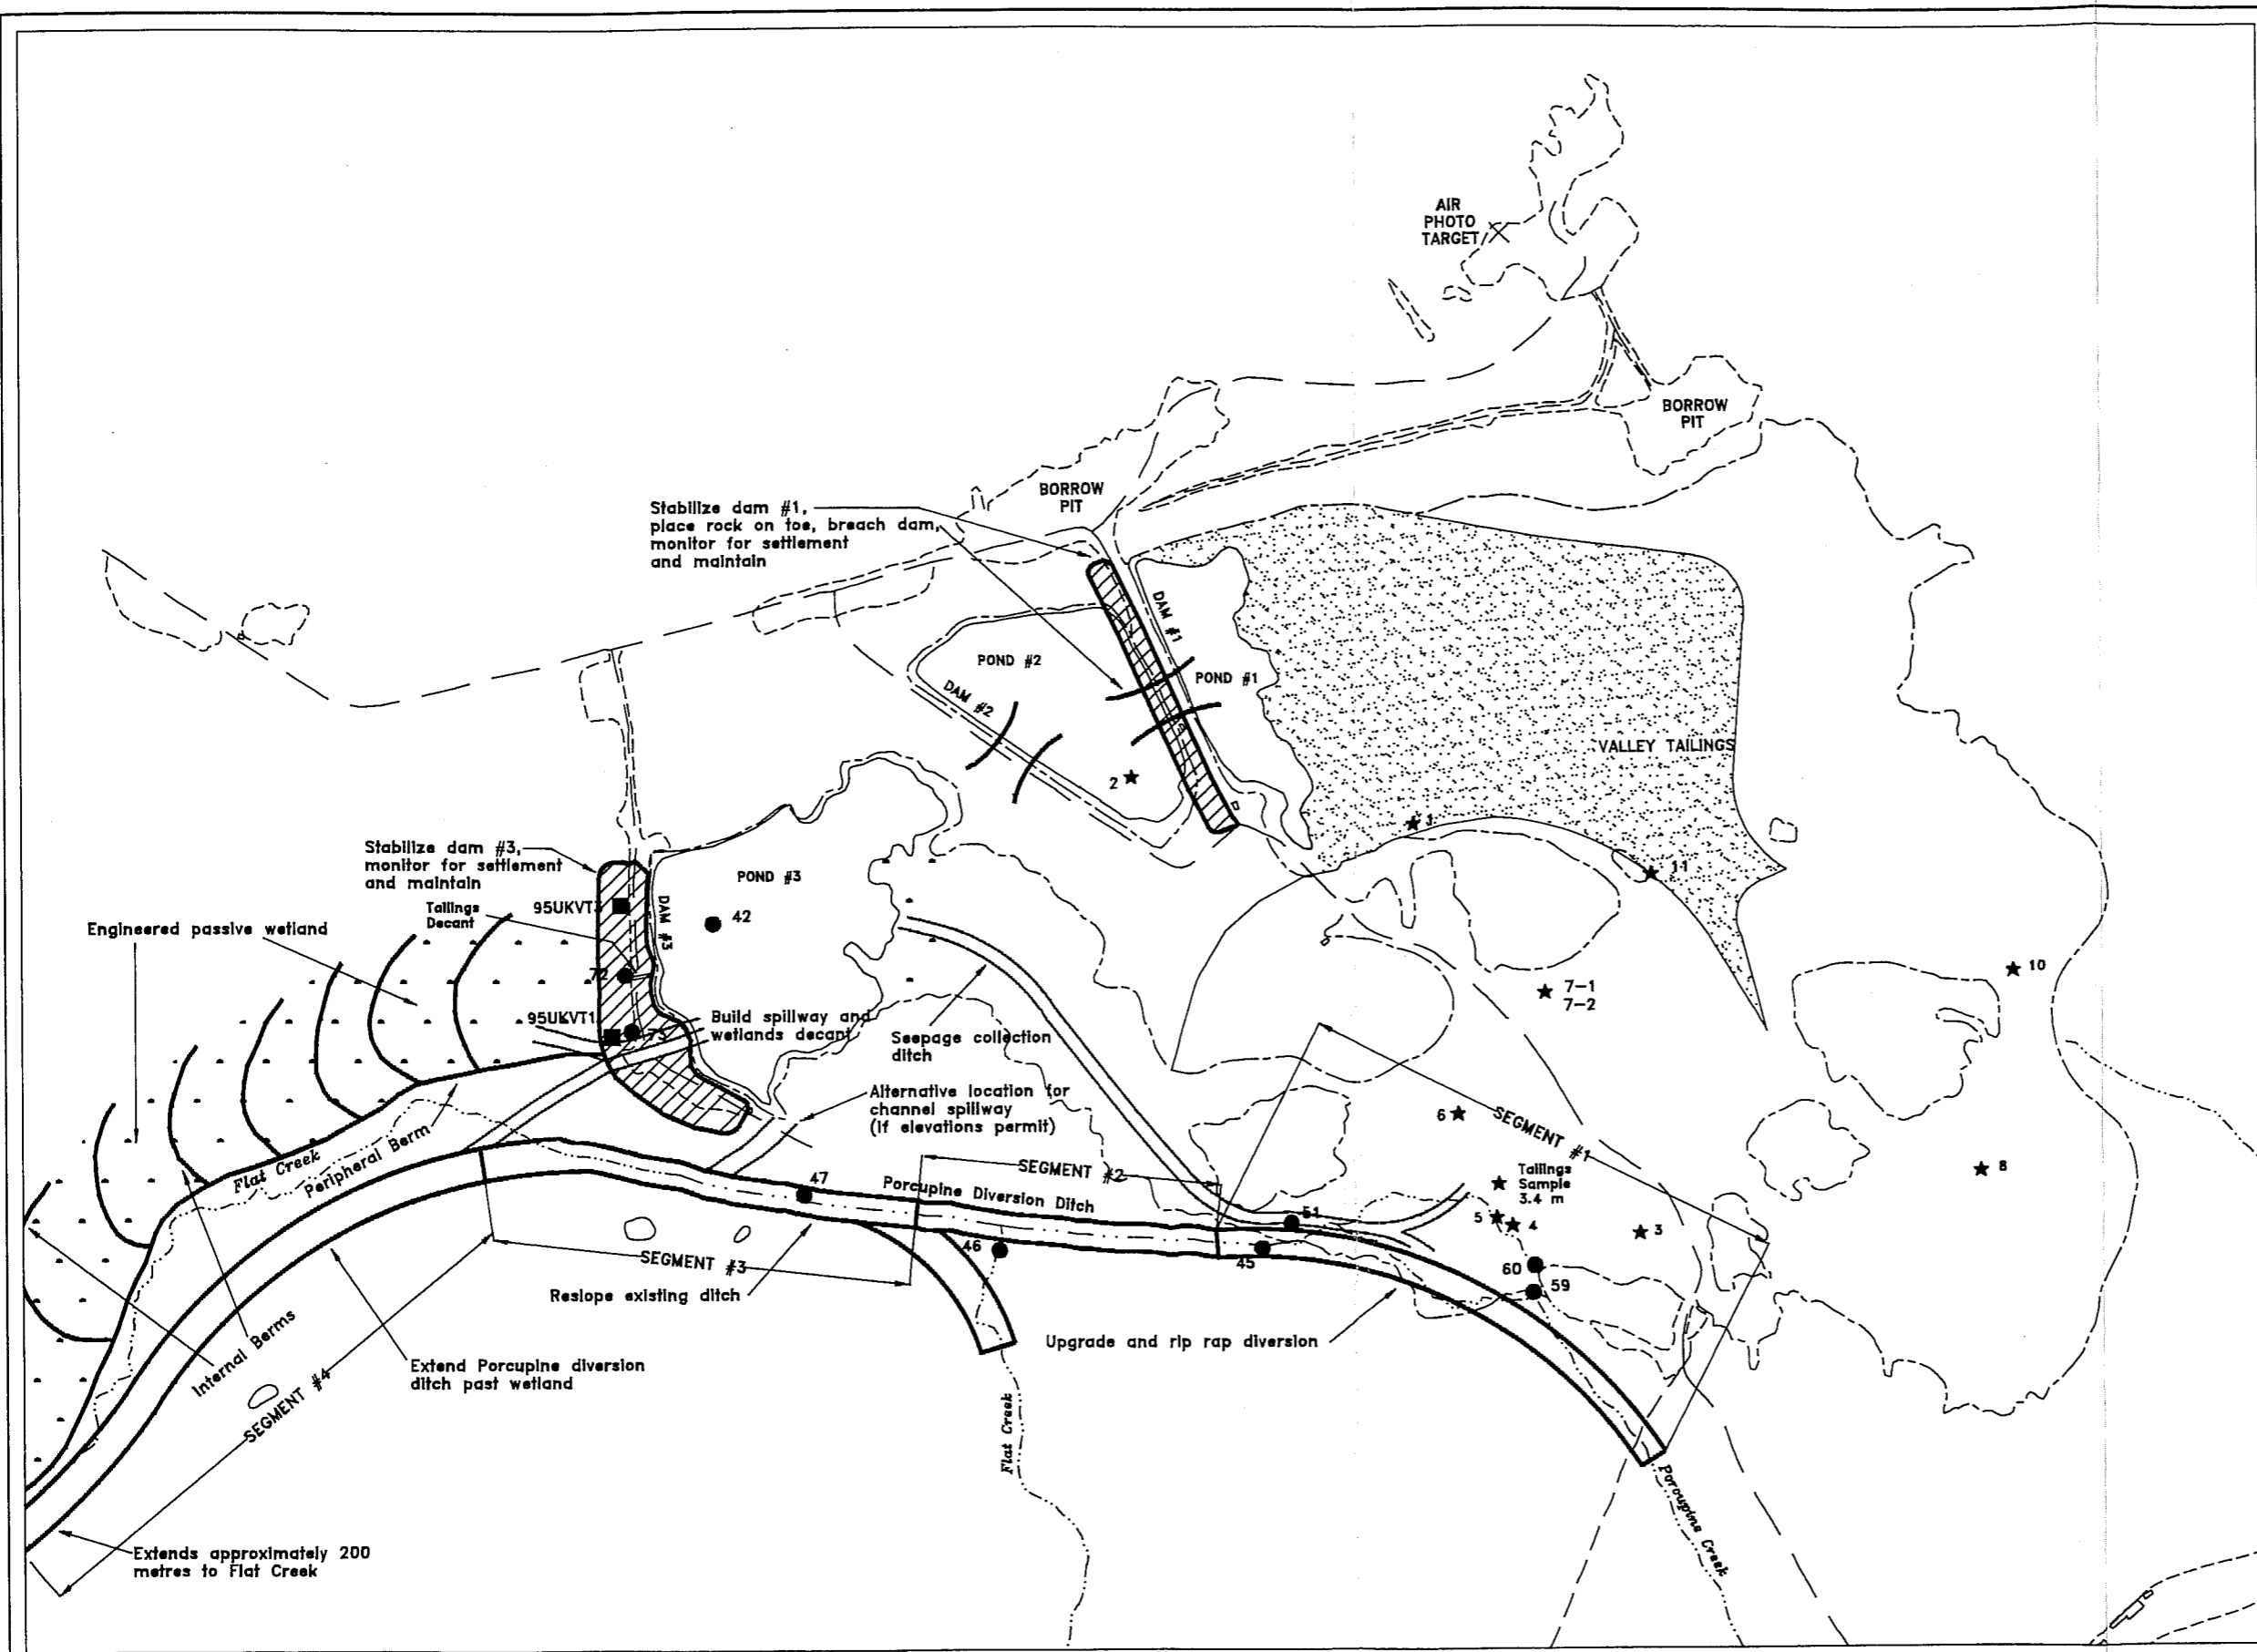 AIR
PHOTO
TARGET
BORROW
PIT
BORROW
PIT
Stabilize dam #1,
place rock on toe, breach dam,
monitor for settlement
and maintain
DAM #1
POND #2
POND #1
DAM #2
VALLEY TAILINGS
2
1
11
Stabilize dam #3,
monitor for settlement
and maintain
POND #3
Tailings
Decant
95UKVT3
DAM #3
42
Engineered passive wetland
72
10
7-1
7-2
95UKVT1
73
Build spillway and
wetlands decant
Seepage collection
ditch
Alternative location for
channel spillway
(if elevations permit)
6
SEGMENT #1
Flat Creek
Peripheral Berm
SEGMENT #2
Tailings
Sample
3.4 m
8
47
Porcupine Diversion Ditch
51
5
4
3
46
45
SEGMENT #3
60
59
Reslope existing ditch
Upgrade and rip rap diversion
Internal Berms
Extend Porcupine diversion
ditch past wetland
SEGMENT #4
Flat Creek
Porcupine Creek
Extends approximately 200
metres to Flat Creek